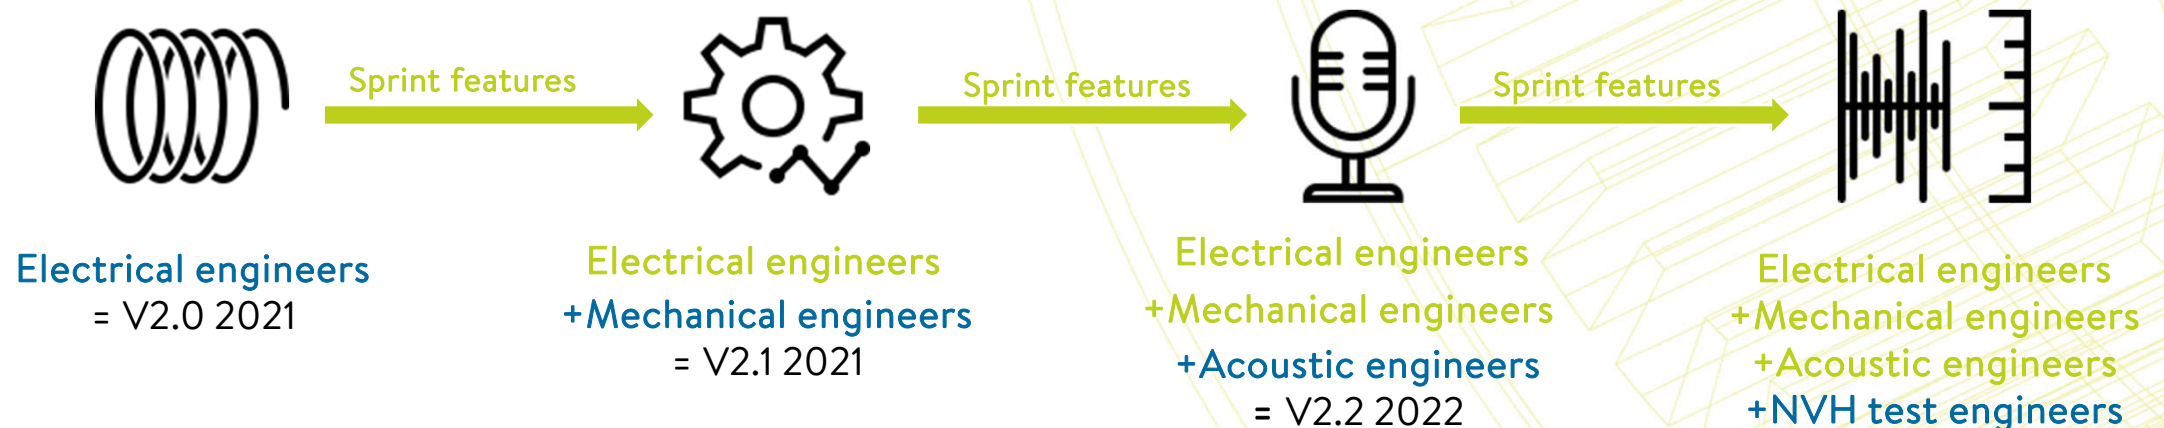 Sprint features
Sprint features
Sprint features
Electrical engineers
= V2.0 2021
Electrical engineers
+Mechanical engineers
= V2.1 2021
Electrical engineers
+Mechanical engineers
+Acoustic engineers
= V2.2 2022
Electrical engineers
+Mechanical engineers
+Acoustic engineers
+NVH test engineers